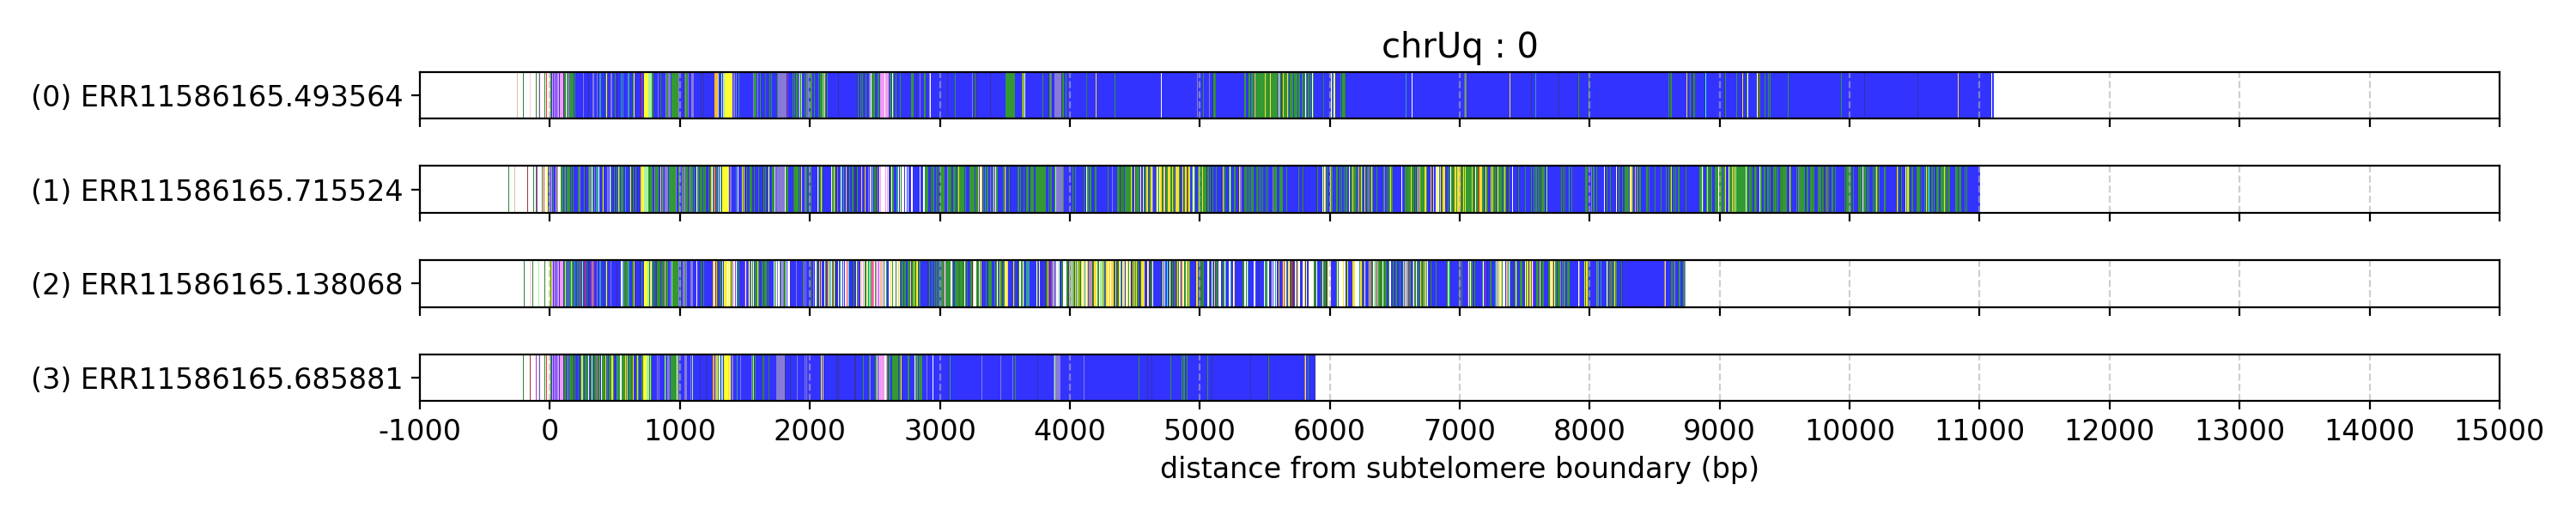 chrUq : 0
(0) ERR11586165.493564
(1) ERR11586165.715524
(2) ERR11586165.138068
(3) ERR11586165.685881
-1000 0 1000 2000 3000 4000 5000 6000 7000 8000 9000 10000 11000 12000 13000 14000 15000
distance from subtelomere boundary (bp)